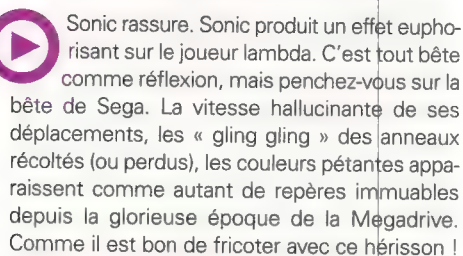 Sonic rassure. Sonic produit un effet eupho-
risant sur le joueur lambda. C'est tout bête
comme réflexion, mais penchez-vous sur la
bête de Sega. La vitesse hallucinante de ses
déplacements, les « gling gling » des anneaux
récoltés (ou perdus), les couleurs pétantes appa-
raissent comme autant de repères immuables
depuis la glorieuse époque de la Megadrive.
Comme il est bon de fricoter avec ce hérisson !